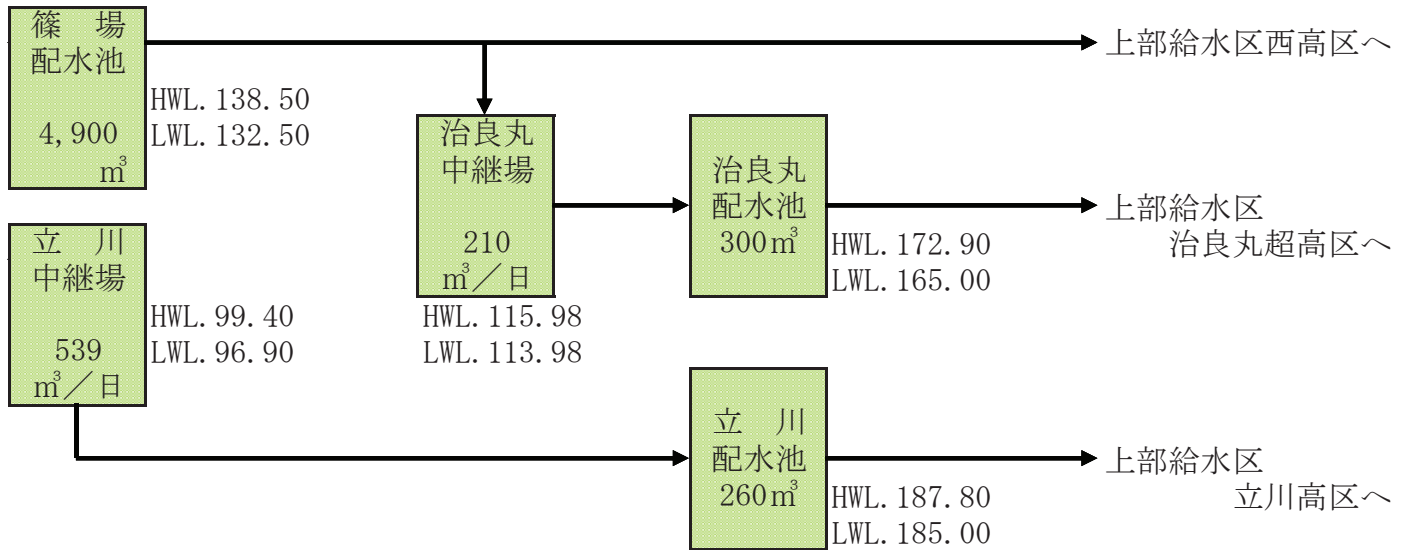 篠　場
配水池
4,900
㎥
HWL.138.50
LWL.132.50
上部給水区西高区へ
治良丸
中継場
210
㎥／日
HWL.115.98
LWL.113.98
治良丸
配水池
300㎥
HWL.172.90
LWL.165.00
上部給水区
治良丸超高区へ
立　川
中継場
539
㎥／日
HWL.99.40
LWL.96.90
立　川
配水池
260㎥
HWL.187.80
LWL.185.00
上部給水区
立川高区へ